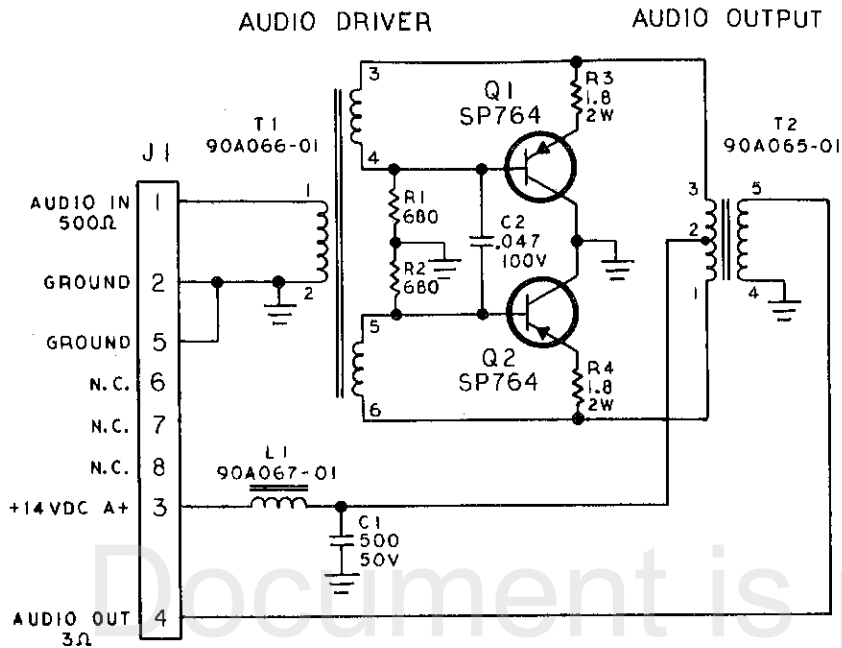 AUDIO DRIVER
AUDIO OUTPUT
T1
90A066-01
J1
AUDIO IN
500Ω
GROUND
GROUND
N.C.
N.C.
N.C.
+14VDC A+
AUDIO OUT
3Ω
1
2
5
6
7
8
3
4
1
2
3
4
5
6
R1
680
R2
680
C2
.047
100V
Q1
SP764
Q2
SP764
R3
1.8
2W
R4
1.8
2W
T2
90A065-01
3
2
1
5
4
L1
90A067-01
C1
500
50V
Document is p